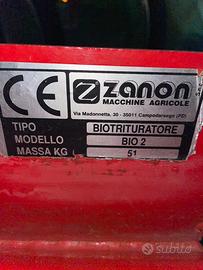 CE zanon
MACCHINE AGRICOLE
Via Madonnetta, 30 - 35011 Campodarsego (PD)
TIPO BIOTRITURATORE
MODELLO BIO 2
MASSA KG 51
subito